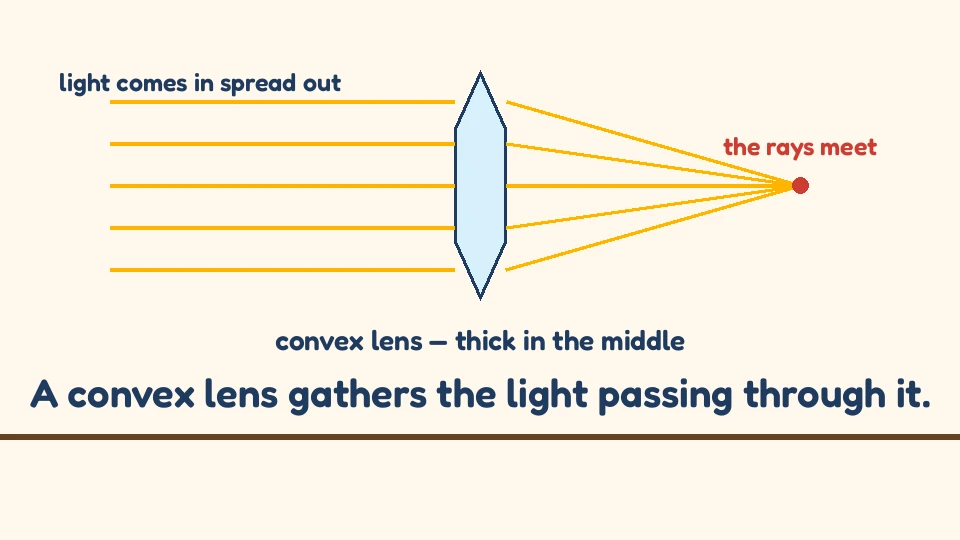 light comes in spread out
the rays meet
convex lens — thick in the middle
A convex lens gathers the light passing through it.